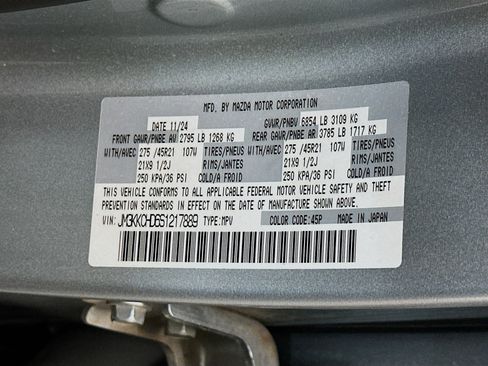 MFD. BY MAZDA MOTOR CORPORATION
DATE 11/24 GVWR/PNBV 6854 LB 3109 KG
FRONT GAWR/PNBE AV 2795 LB 1268 KG REAR GAWR/PNBE AR 3785 LB 1717 KG
WITH/AVEC 275 /45R21 107W TIRES/PNEUS WITH/AVEC 275 /45R21 107W TIRES/PNEUS
21X9 1/2J RIMS/JANTES 21X9 1/2J RIMS/JANTES
250 KPA/36 PSI COLD/A FROID 250 KPA/36 PSI COLD/A FROID
THIS VEHICLE CONFORMS TO ALL APPLICABLE FEDERAL MOTOR VEHICLE SAFETY AND THEFT
PREVENTION STANDARDS IN EFFECT ON THE DATE OF MANUFACTURE SHOWN ABOVE.
VIN: JM3KKCHD6S1217889 TYPE:MPV COLOR CODE:45P MADE IN JAPAN